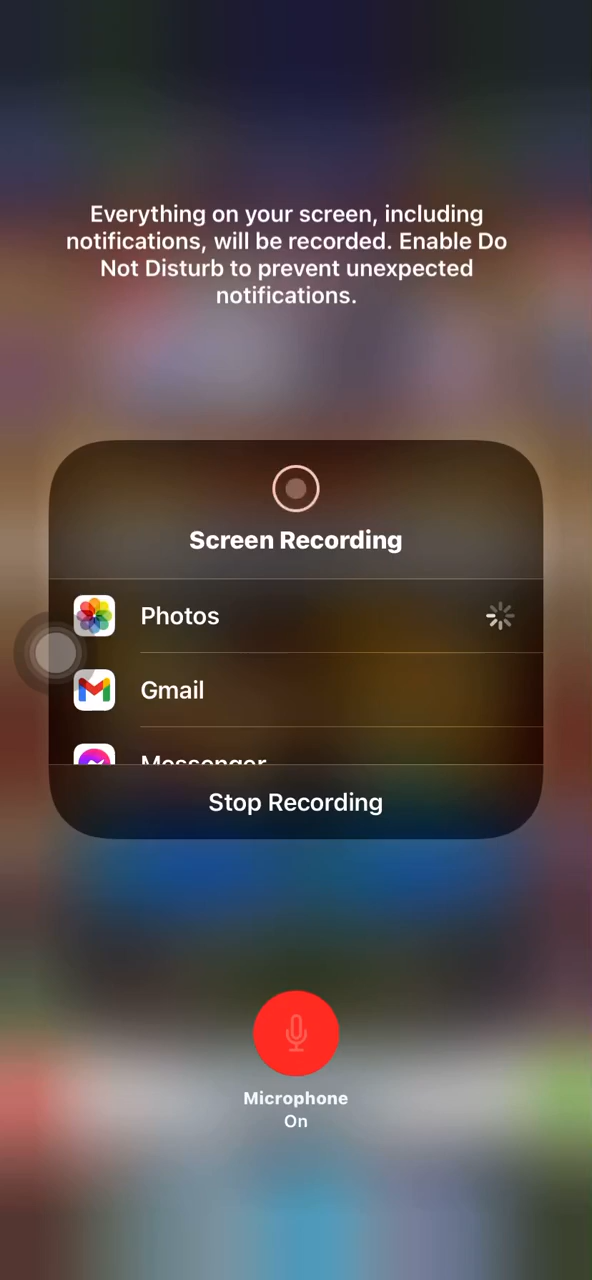 Everything on your screen, including
notifications, will be recorded. Enable Do
Not Disturb to prevent unexpected
notifications.
Screen Recording
Photos
Gmail
Messenger
Stop Recording
Microphone
On